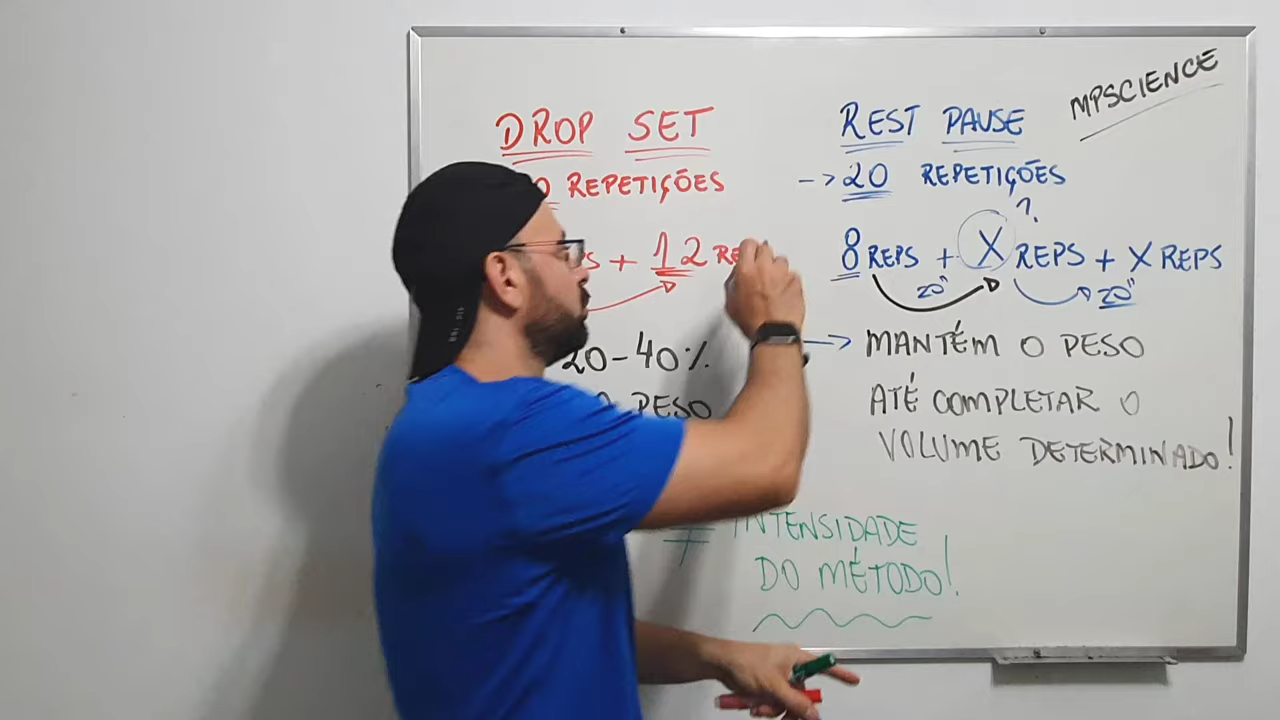 MPSCIENCE
DROP SET
REPETIÇÕES
+ 12
20-40%
PESO
REST PAUSE
-> 20 REPETIÇÕES
?
8 REPS + X REPS + X REPS
20" 20"
→ MANTÉM O PESO
ATÉ COMPLETAR O
VOLUME DETERMINADO!
≠ INTENSIDADE
DO MÉTODO!